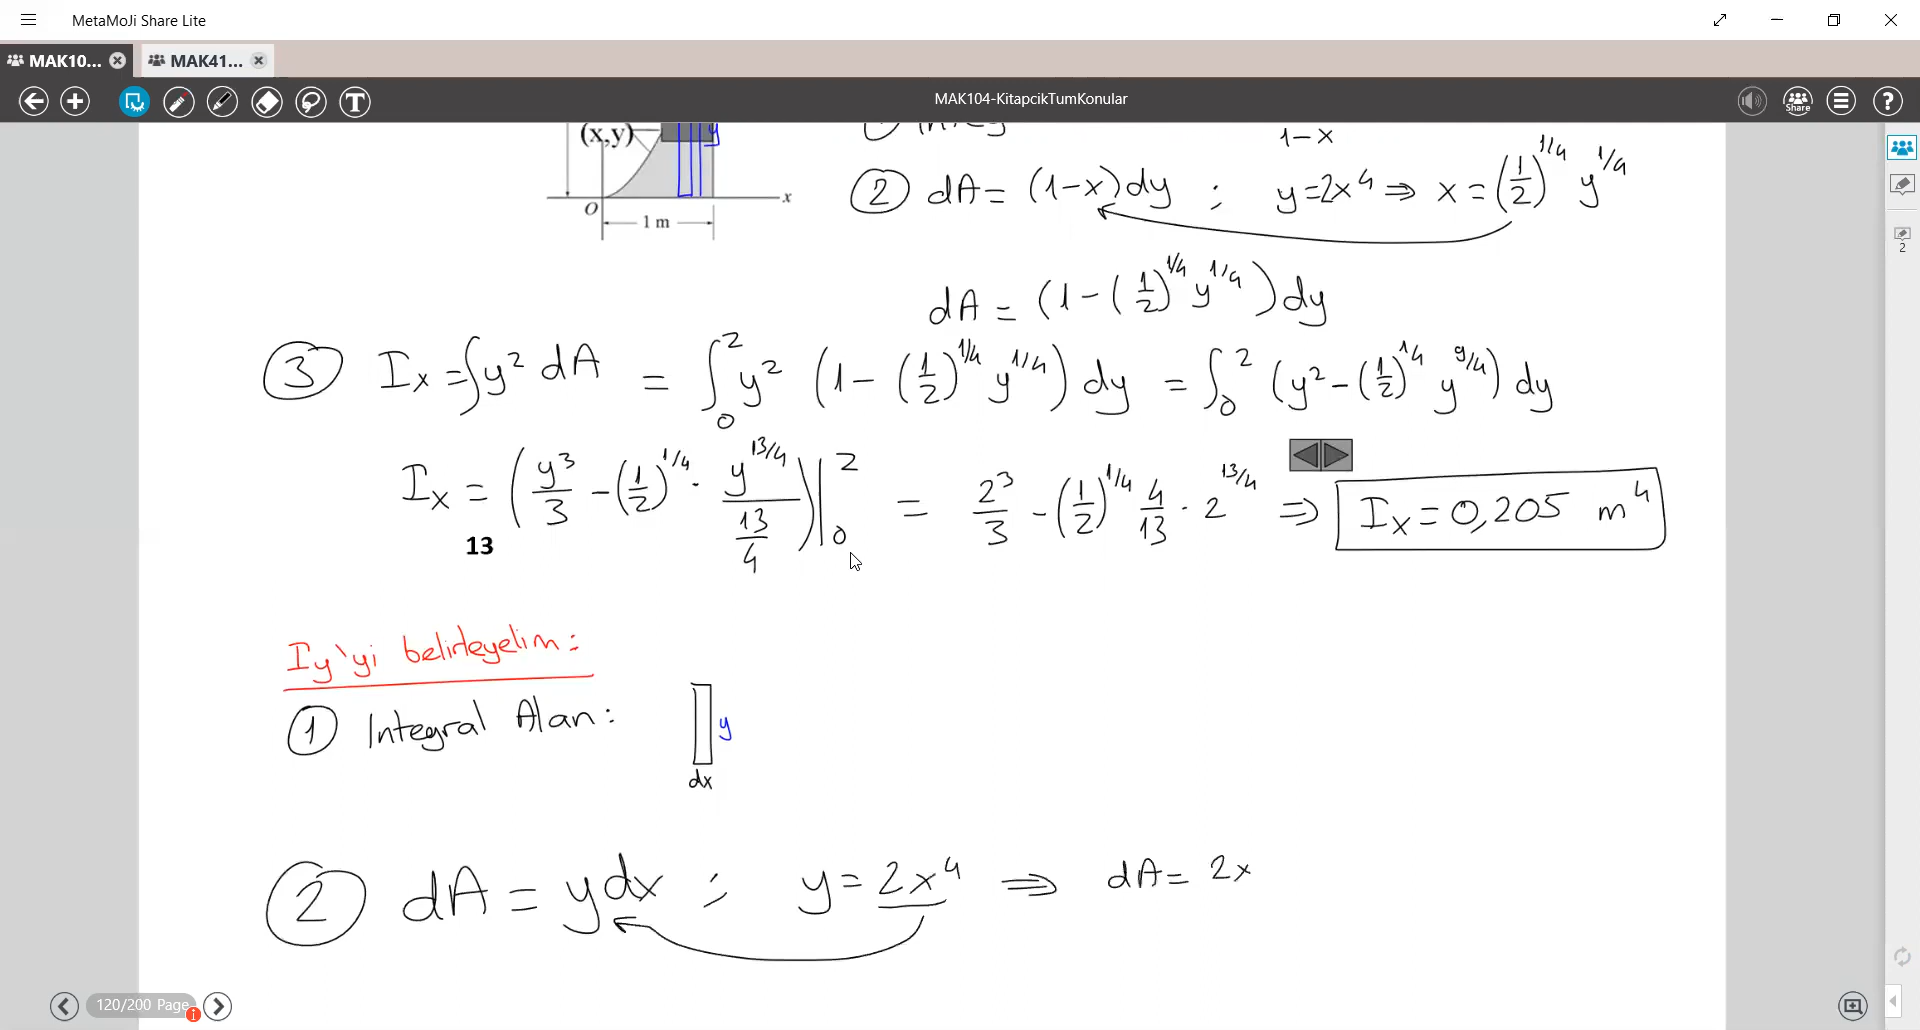 MetaMoJi Share Lite
MAK10... MAK41...
MAK104-KitapcikTumKonular
Share
2
(x,y) y
x
O
1 m
1-x
② dA = (1-x)dy ; y=2x⁴ ⇒ x = (1/2)^1/4 y^1/4
dA = (1-(1/2)^1/4 y^1/4) dy
③ Ix = ∫y² dA = ∫₀² y² (1-(1/2)^1/4 y^1/4) dy = ∫₀² (y²-(1/2)^1/4 y^9/4) dy
Ix = (y³/3 - (1/2)^1/4 · y^13/4 / (13/4))|₀² = 2³/3 - (1/2)^1/4 4/13 · 2^13/4 ⇒ Ix = 0,205 m⁴
13
Iy'yi belirleyelim:
① Integral Alan: y
dx
② dA = ydx ; y = 2x⁴ ⇒ dA = 2x
120/200 Page